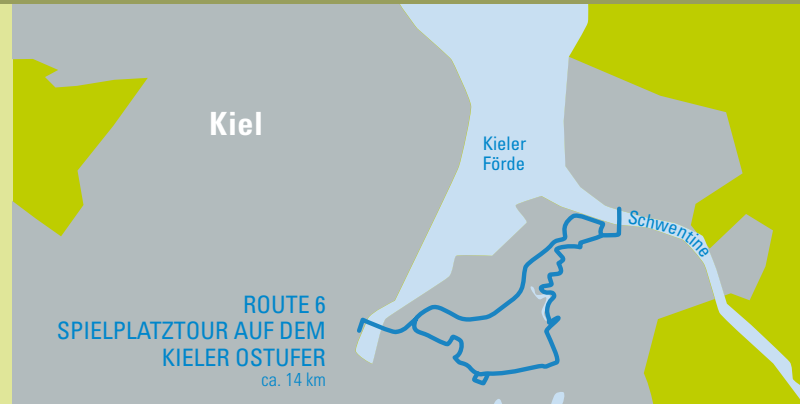 Kiel
Kieler
Förde
Schwentine
ROUTE 6
SPIELPLATZTOUR AUF DEM
KIELER OSTUFER
ca. 14 km